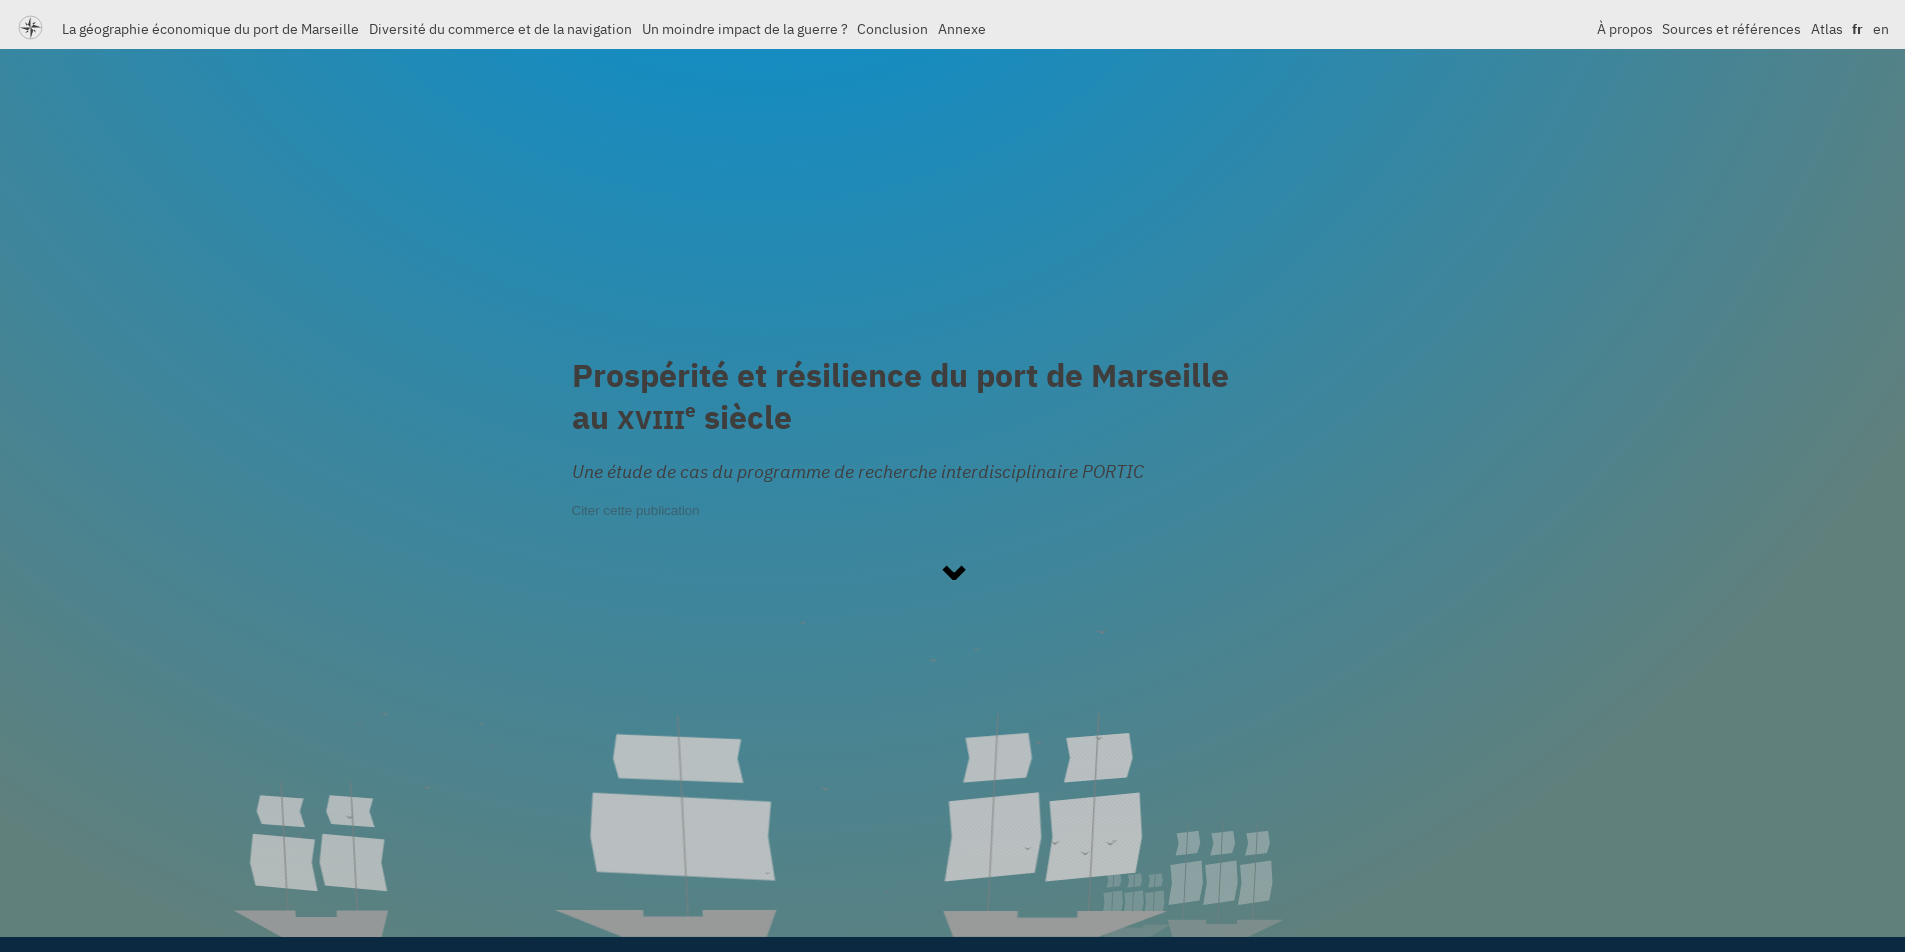 La géographie économique du port de Marseille Diversité du commerce et de la navigation Un moindre impact de la guerre ? Conclusion Annexe À propos Sources et références Atlas fr en
Prospérité et résilience du port de Marseille
au XVIIIe siècle
Une étude de cas du programme de recherche interdisciplinaire PORTIC
Citer cette publication